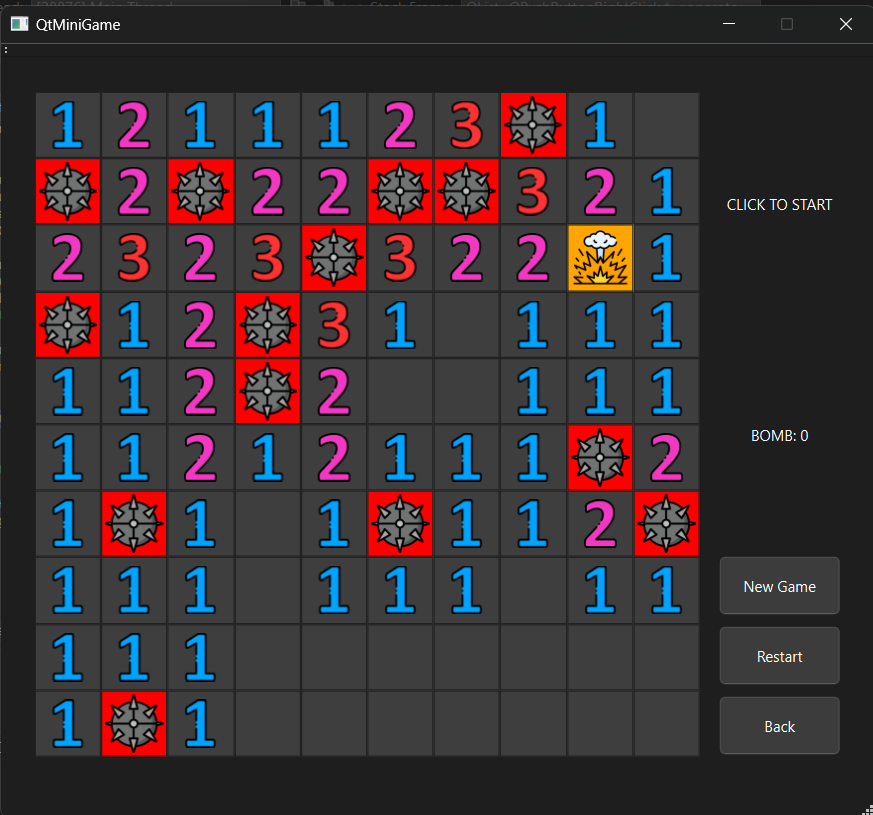 QtMiniGame
:
1 2 1 1 1 2 3 1
2 2 2 3 2 1
CLICK TO START
2 3 2 3 3 2 2 1
1 2 3 1 1 1 1
1 1 2 2 1 1 1
BOMB: 0
1 1 2 1 2 1 1 1 2
1 1 1 1 1 2
1 1 1 1 1 1 1 1
New Game
1 1 1
Restart
1 1
Back